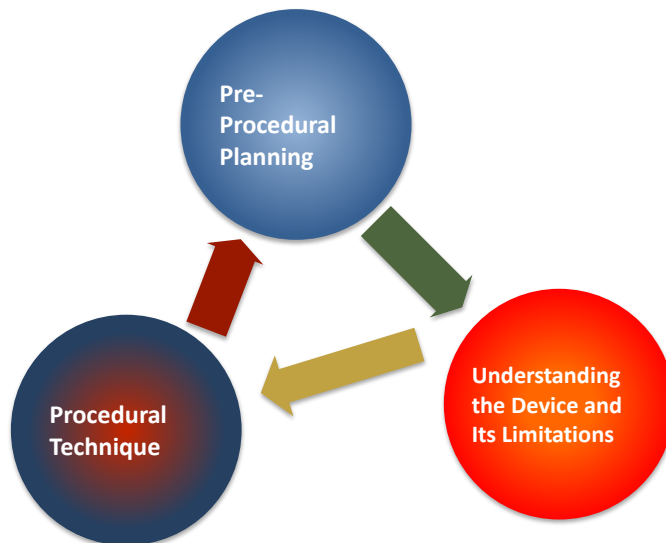 Pre-
Procedural
Planning
Understanding
the Device and
Its Limitations
Procedural
Technique